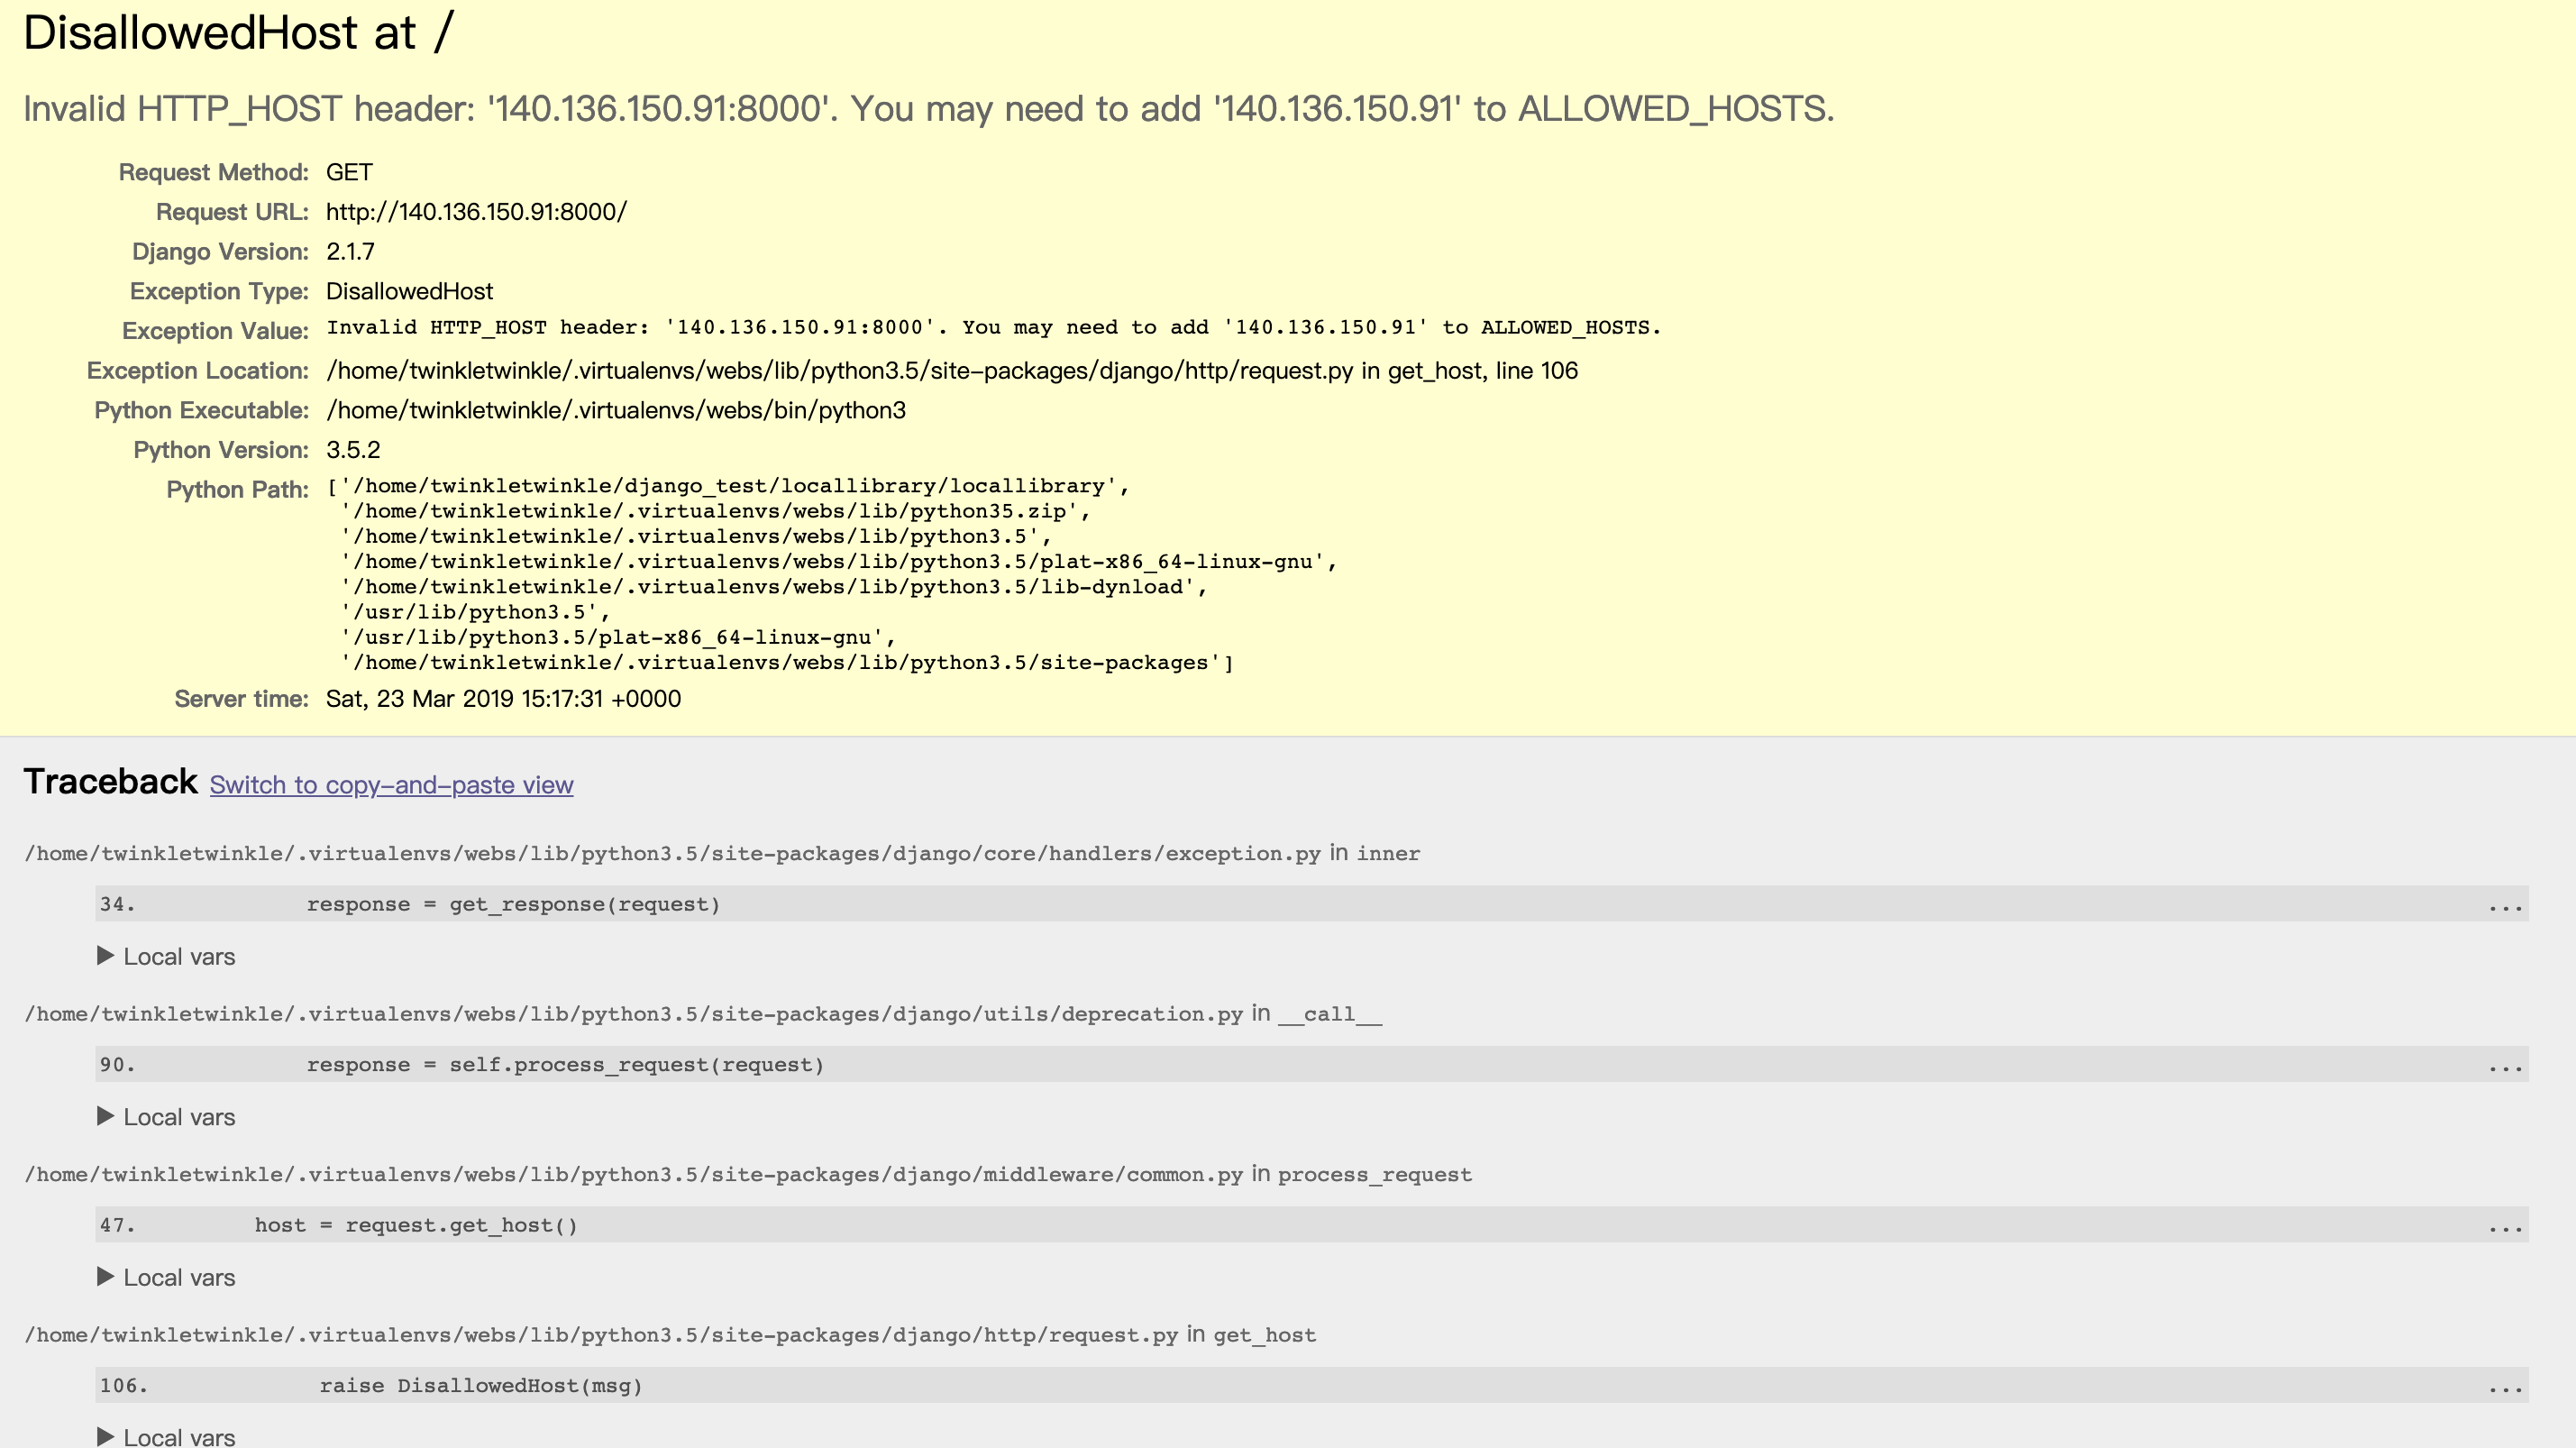 DisallowedHost at /
Invalid HTTP_HOST header: '140.136.150.91:8000'. You may need to add '140.136.150.91' to ALLOWED_HOSTS.
Request Method: GET
Request URL: http://140.136.150.91:8000/
Django Version: 2.1.7
Exception Type: DisallowedHost
Exception Value: Invalid HTTP_HOST header: '140.136.150.91:8000'. You may need to add '140.136.150.91' to ALLOWED_HOSTS.
Exception Location: /home/twinkletwinkle/.virtualenvs/webs/lib/python3.5/site-packages/django/http/request.py in get_host, line 106
Python Executable: /home/twinkletwinkle/.virtualenvs/webs/bin/python3
Python Version: 3.5.2
Python Path: ['/home/twinkletwinkle/django_test/locallibrary/locallibrary',
'/home/twinkletwinkle/.virtualenvs/webs/lib/python35.zip',
'/home/twinkletwinkle/.virtualenvs/webs/lib/python3.5',
'/home/twinkletwinkle/.virtualenvs/webs/lib/python3.5/plat-x86_64-linux-gnu',
'/home/twinkletwinkle/.virtualenvs/webs/lib/python3.5/lib-dynload',
'/usr/lib/python3.5',
'/usr/lib/python3.5/plat-x86_64-linux-gnu',
'/home/twinkletwinkle/.virtualenvs/webs/lib/python3.5/site-packages']
Server time: Sat, 23 Mar 2019 15:17:31 +0000
Traceback Switch to copy-and-paste view
/home/twinkletwinkle/.virtualenvs/webs/lib/python3.5/site-packages/django/core/handlers/exception.py in inner
34. response = get_response(request) ...
▶ Local vars
/home/twinkletwinkle/.virtualenvs/webs/lib/python3.5/site-packages/django/utils/deprecation.py in __call__
90. response = self.process_request(request) ...
▶ Local vars
/home/twinkletwinkle/.virtualenvs/webs/lib/python3.5/site-packages/django/middleware/common.py in process_request
47. host = request.get_host() ...
▶ Local vars
/home/twinkletwinkle/.virtualenvs/webs/lib/python3.5/site-packages/django/http/request.py in get_host
106. raise DisallowedHost(msg) ...
▶ Local vars